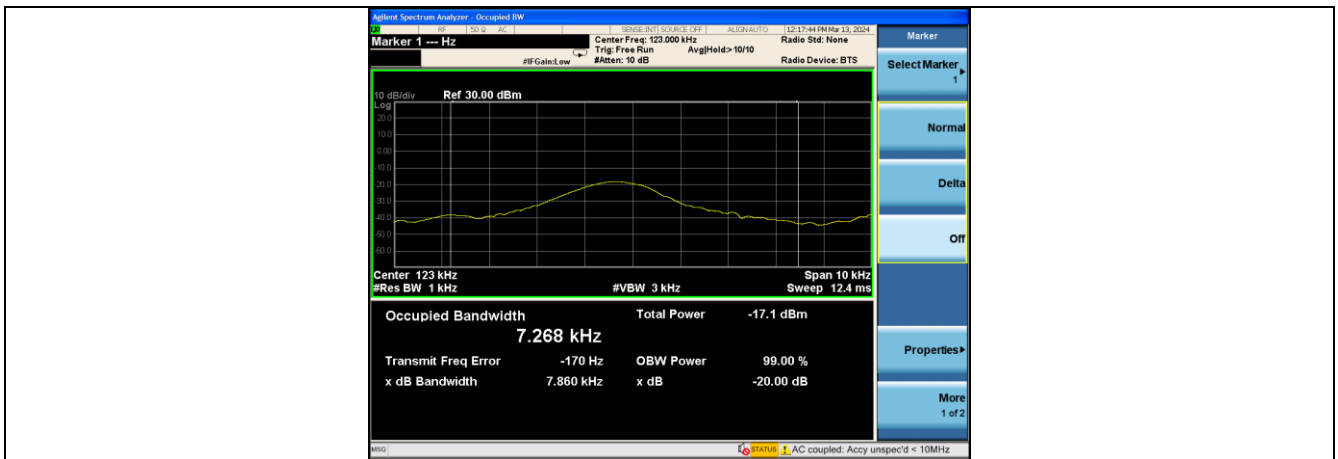 Agilent Spectrum Analyzer - Occupied BW
LXI RF 50 Ω AC SENSE:INT SOURCE OFF ALIGN AUTO 12:17:44 PM Mar 13, 2024
Marker 1 --- Hz
Center Freq: 123.000 kHz Radio Std: None
Trig: Free Run Avg|Hold:>10/10
#IFGain:Low #Atten: 10 dB Radio Device: BTS
10 dB/div Ref 30.00 dBm
Log
20.0
10.0
0.00
-10.0
-20.0
-30.0
-40.0
-50.0
-60.0
Center 123 kHz Span 10 kHz
#Res BW 1 kHz #VBW 3 kHz Sweep 12.4 ms
Occupied Bandwidth Total Power -17.1 dBm
7.268 kHz
Transmit Freq Error -170 Hz OBW Power 99.00 %
x dB Bandwidth 7.860 kHz x dB -20.00 dB
Marker
Select Marker
1
Normal
Delta
Off
Properties
More
1 of 2
MSG STATUS AC coupled: Accy unspec'd < 10MHz